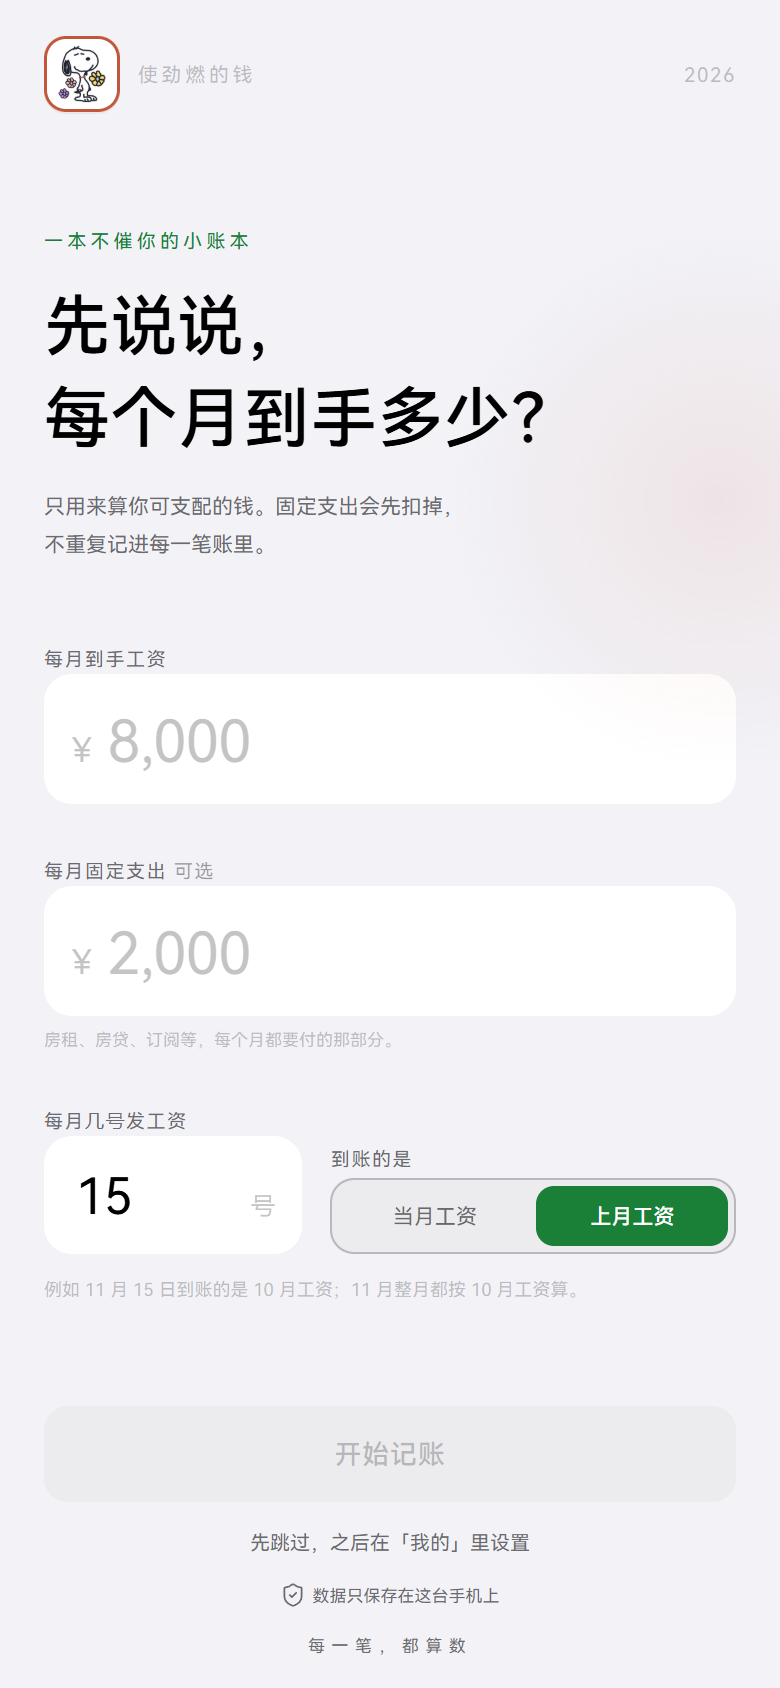 使劲燃的钱
2026
一本不催你的小账本
先说说，
每个月到手多少？
只用来算你可支配的钱。固定支出会先扣掉，
不重复记进每一笔账里。
每月到手工资
¥ 8,000
每月固定支出 可选
¥ 2,000
房租、房贷、订阅等，每个月都要付的那部分。
每月几号发工资
15 号
到账的是
当月工资 上月工资
例如 11 月 15 日到账的是 10 月工资；11 月整月都按 10 月工资算。
开始记账
先跳过，之后在「我的」里设置
数据只保存在这台手机上
每一笔，都算数